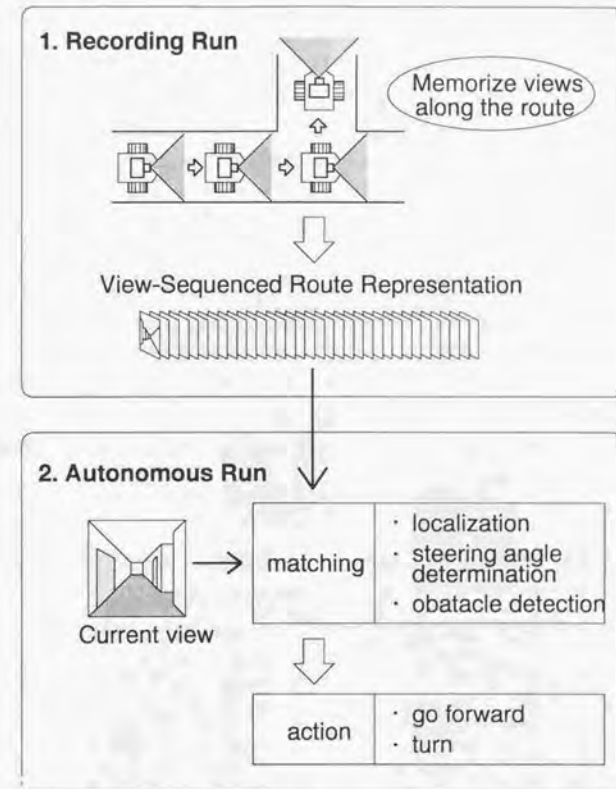 1. Recording Run
Memorize views
along the route
View-Sequenced Route Representation
2. Autonomous Run
Current view
matching
· localization
· steering angle
determination
· obatacle detection
action
· go forward
· turn